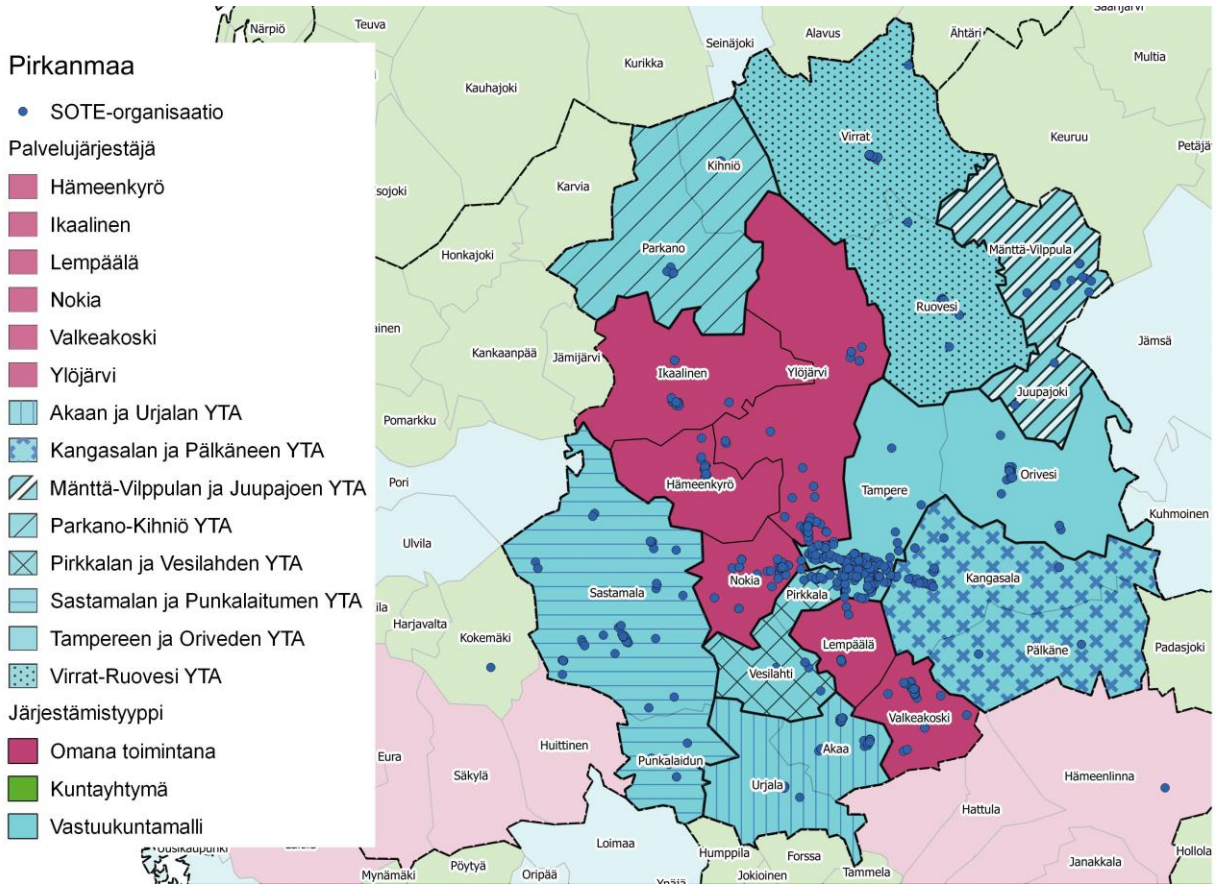 Pirkanmaa
SOTE-organisaatio
Palvelujärjestäjä
Hämeenkyrö
Ikaalinen
Lempäälä
Nokia
Valkeakoski
Ylöjärvi
Akaan ja Urjalan YTA
Kangasalan ja Pälkäneen YTA
Mänttä-Vilppulan ja Juupajoen YTA
Parkano-Kihniö YTA
Pirkkalan ja Vesilahden YTA
Sastamalan ja Punkalaitumen YTA
Tampereen ja Oriveden YTA
Virrat-Ruovesi YTA
Järjestämistyyppi
Omana toimintana
Kuntayhtymä
Vastuukuntamalli
Närpiö
Teuva
Kurikka
Seinäjoki
Alavus
Ähtäri
Multia
Kauhajoki
Keuruu
Virrat
Kihniö
Karvia
Parkano
Honkajoki
Mänttä-Vilppula
Ruovesi
Jämsä
Kankaanpää
Jämijärvi
Ikaalinen
Ylöjärvi
Juupajoki
Pomarkku
Pori
Hämeenkyrö
Tampere
Orivesi
Kuhmoinen
Ulvila
Nokia
Kangasala
Sastamala
Pirkkala
Harjavalta
Kokemäki
Lempäälä
Pälkäne
Padasjoki
Vesilahti
Valkeakoski
Huittinen
Akaa
Eura
Säkylä
Punkalaidun
Urjala
Hämeenlinna
Hattula
Loimaa
Humppila
Forssa
Janakkala
Hollola
Mynämäki
Pöytyä
Oripää
Jokioinen
Tammela